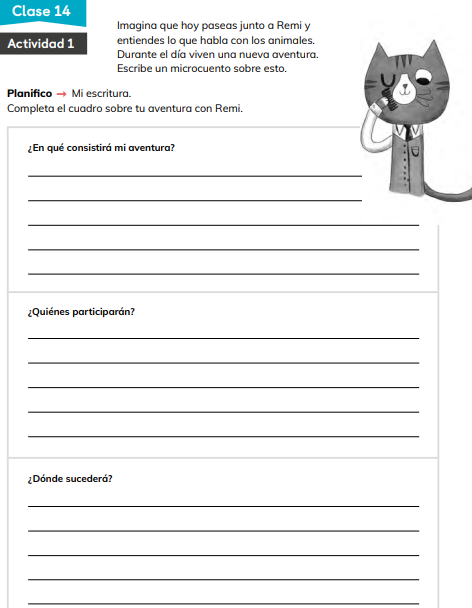 Clase 14
Actividad 1
Imagina que hoy paseas junto a Remi y
entiendes lo que habla con los animales.
Durante el día viven una nueva aventura.
Escribe un microcuento sobre esto.
Planifico → Mi escritura.
Completa el cuadro sobre tu aventura con Remi.
¿En qué consistirá mi aventura?
¿Quiénes participarán?
¿Dónde sucederá?